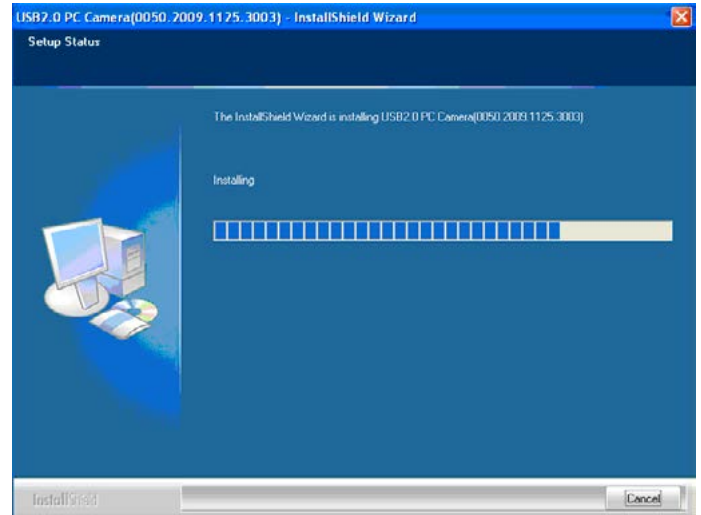 USB2.0 PC Camera(0050.2009.1125.3003) - InstallShield Wizard
Setup Status
The InstallShield Wizard is installing USB2.0 PC Camera(0050.2009.1125.3003)
Installing
InstallShield
Cancel